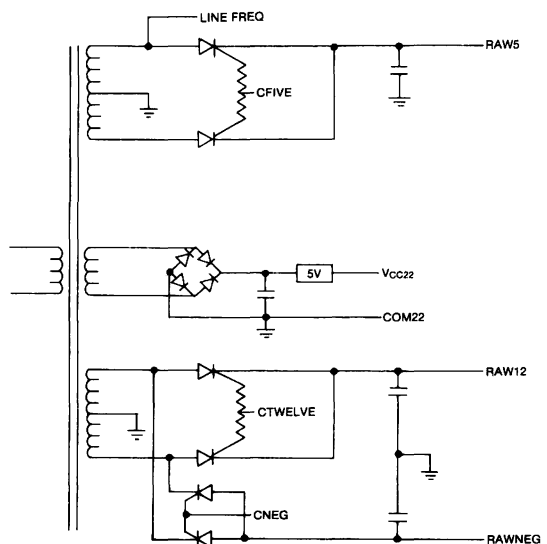 LINE FREQ
RAW5
CFIVE
5V
VCC22
COM22
RAW12
CTWELVE
CNEG
RAWNEG